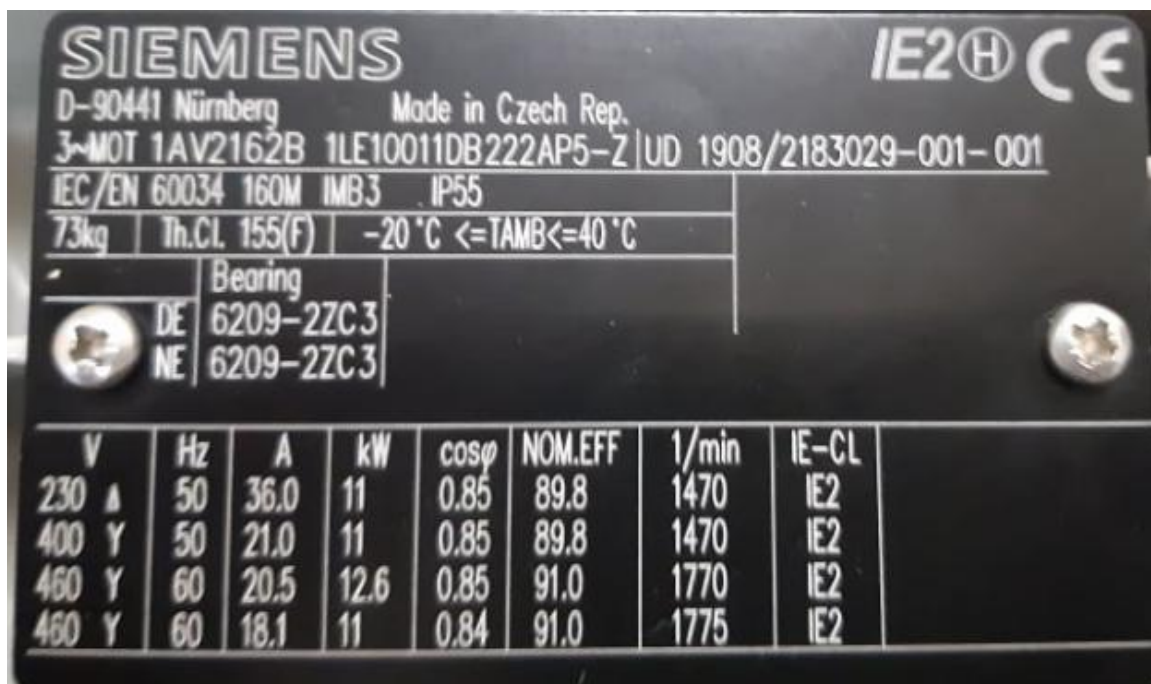 SIEMENS IE2 Ⓗ CE
D-90441 Nürnberg Made in Czech Rep.
3~MOT 1AV2162B 1LE10011DB222AP5-Z UD 1908/2183029-001-001
IEC/EN 60034 160M IMB3 IP55
73kg Th.Cl. 155(F) -20 °C <=TAMB<=40 °C
Bearing
DE 6209-2ZC3
NE 6209-2ZC3
V Hz A kW cosφ NOM.EFF 1/min IE-CL
230 Δ 50 36.0 11 0.85 89.8 1470 IE2
400 Y 50 21.0 11 0.85 89.8 1470 IE2
460 Y 60 20.5 12.6 0.85 91.0 1770 IE2
460 Y 60 18.1 11 0.84 91.0 1775 IE2